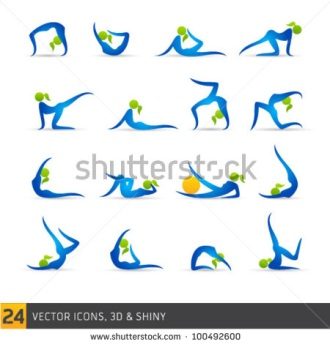 shutterstock
24 VECTOR ICONS, 3D & SHINY
www.shutterstock.com · 100492600